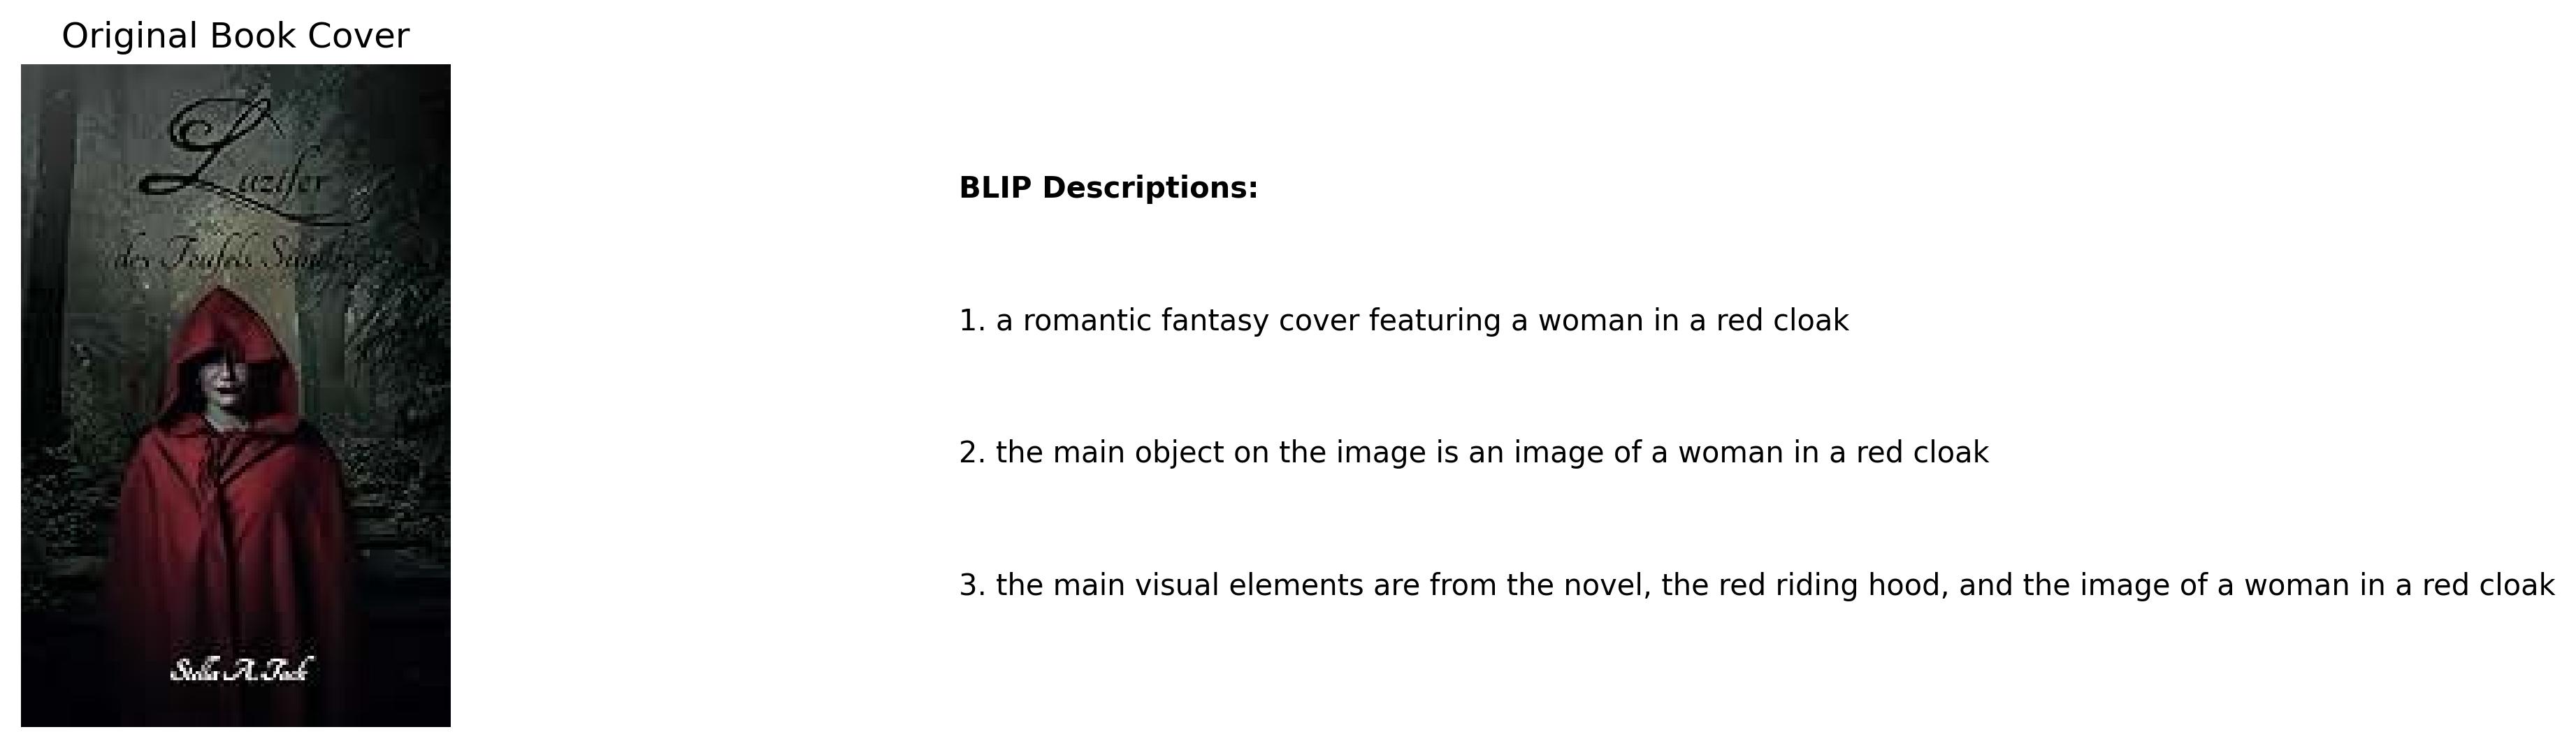 Original Book Cover
Luzifer
des Teufels
Stella A. Tack
BLIP Descriptions:
1. a romantic fantasy cover featuring a woman in a red cloak
2. the main object on the image is an image of a woman in a red cloak
3. the main visual elements are from the novel, the red riding hood, and the image of a woman in a red cloak